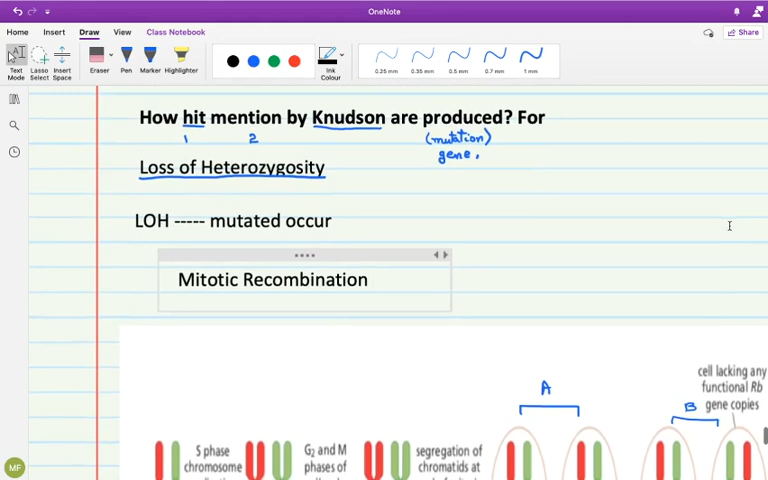 OneNote
Home Insert Draw View Class Notebook
Share
Text Mode
Lasso Select
Insert Space
Eraser
Pen
Marker
Highlighter
Ink Colour
0.25 mm 0.35 mm 0.5 mm 0.7 mm 1 mm
How hit mention by Knudson are produced? For
1 2 (mutation)
gene,
Loss of Heterozygosity
LOH ----- mutated occur
Mitotic Recombination
cell lacking any
functional Rb
gene copies
A
B
S phase
chromosome
G2 and M
phases of
segregation of
chromatids at
MF